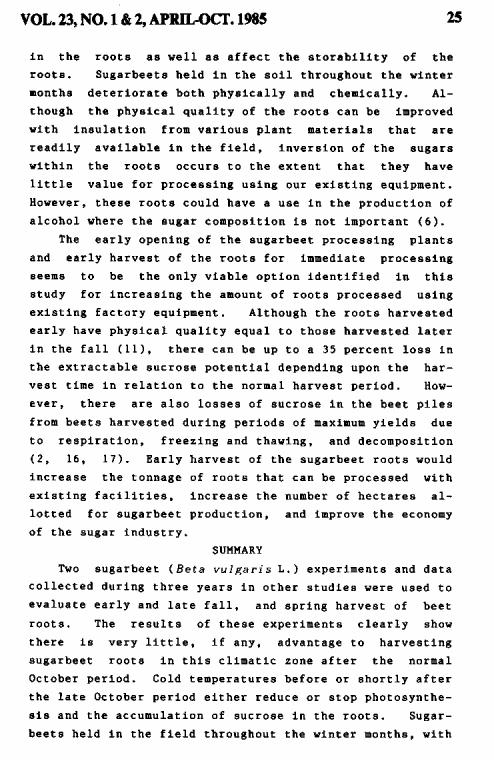 VOL. 23, NO. 1 & 2, APRIL-OCT. 1985 25
in the roots as well as affect the storability of the
roots. Sugarbeets held in the soil throughout the winter
months deteriorate both physically and chemically. Al-
though the physical quality of the roots can be improved
with insulation from various plant materials that are
readily available in the field, inversion of the sugars
within the roots occurs to the extent that they have
little value for processing using our existing equipment.
However, these roots could have a use in the production of
alcohol where the sugar composition is not important (6).
The early opening of the sugarbeet processing plants
and early harvest of the roots for immediate processing
seems to be the only viable option identified in this
study for increasing the amount of roots processed using
existing factory equipment. Although the roots harvested
early have physical quality equal to those harvested later
in the fall (11), there can be up to a 35 percent loss in
the extractable sucrose potential depending upon the har-
vest time in relation to the normal harvest period. How-
ever, there are also losses of sucrose in the beet piles
from beets harvested during periods of maximum yields due
to respiration, freezing and thawing, and decomposition
(2, 16, 17). Early harvest of the sugarbeet roots would
increase the tonnage of roots that can be processed with
existing facilities, increase the number of hectares al-
lotted for sugarbeet production, and improve the economy
of the sugar industry.
SUMMARY
Two sugarbeet (Beta vulgaris L.) experiments and data
collected during three years in other studies were used to
evaluate early and late fall, and spring harvest of beet
roots. The results of these experiments clearly show
there is very little, if any, advantage to harvesting
sugarbeet roots in this climatic zone after the normal
October period. Cold temperatures before or shortly after
the late October period either reduce or stop photosynthe-
sis and the accumulation of sucrose in the roots. Sugar-
beets held in the field throughout the winter months, with